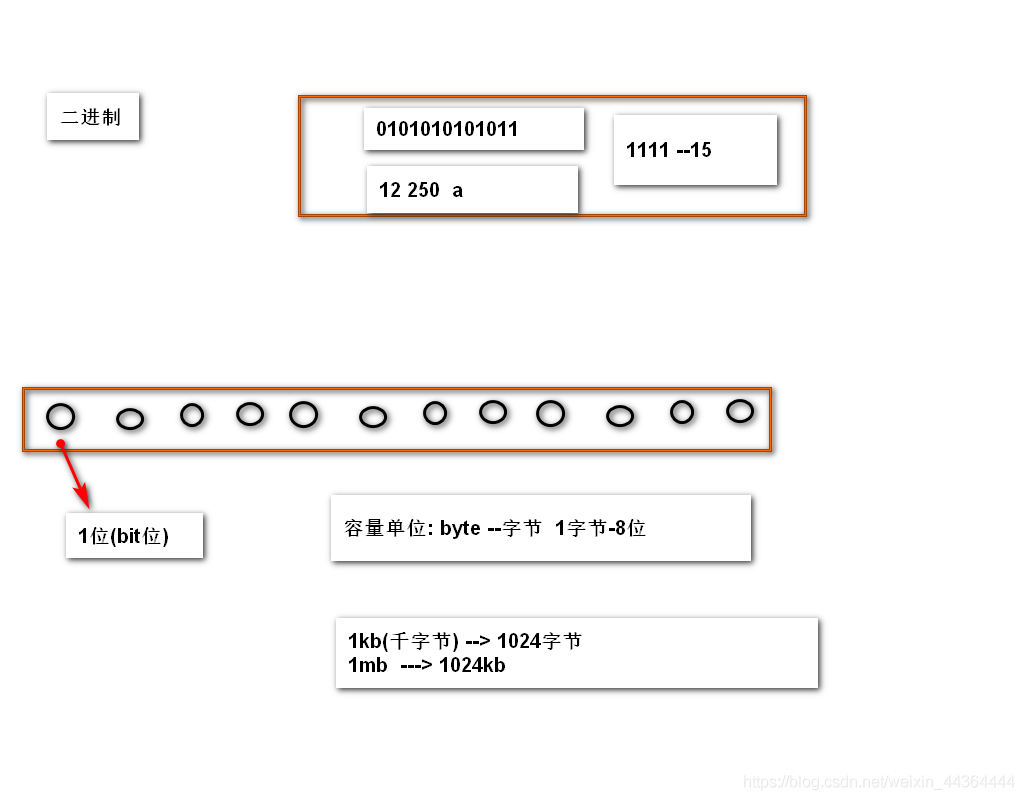 二进制
0101010101011
1111 --15
12 250  a
1位(bit位)
容量单位: byte --字节  1字节-8位
1kb(千字节) --> 1024字节
1mb  ---> 1024kb
https://blog.csdn.net/weixin_44364444